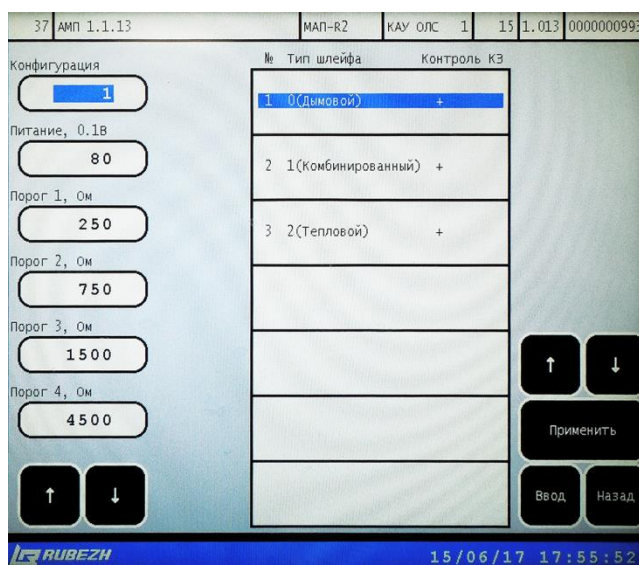 37 АМП 1.1.13 МАП-R2 КАУ ОЛС 1 15 1.013 000000099
Конфигурация
1
Питание, 0.1В
80
Порог 1, Ом
250
Порог 2, Ом
750
Порог 3, Ом
1500
Порог 4, Ом
4500
↑ ↓
№ Тип шлейфа Контроль КЗ
1 0(Дымовой) +
2 1(Комбинированный) +
3 2(Тепловой) +
↑ ↓
Применить
Ввод Назад
RUBEZH 15/06/17 17:55:52